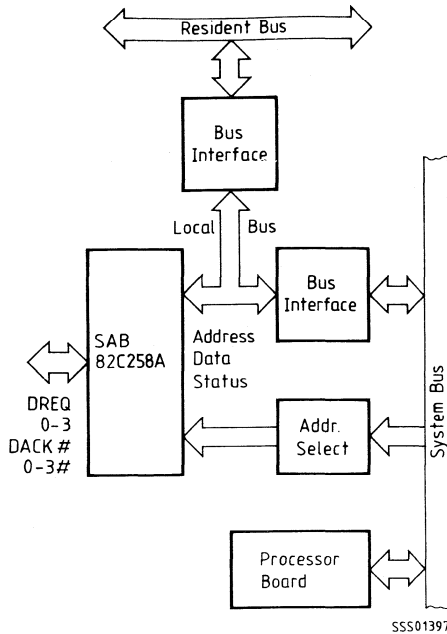 Resident Bus
Bus
Interface
Local Bus
Bus
Interface
SAB
82C258A
Address
Data
Status
DREQ
0-3
DACK #
0-3#
Addr.
Select
System Bus
Processor
Board
SSS01397